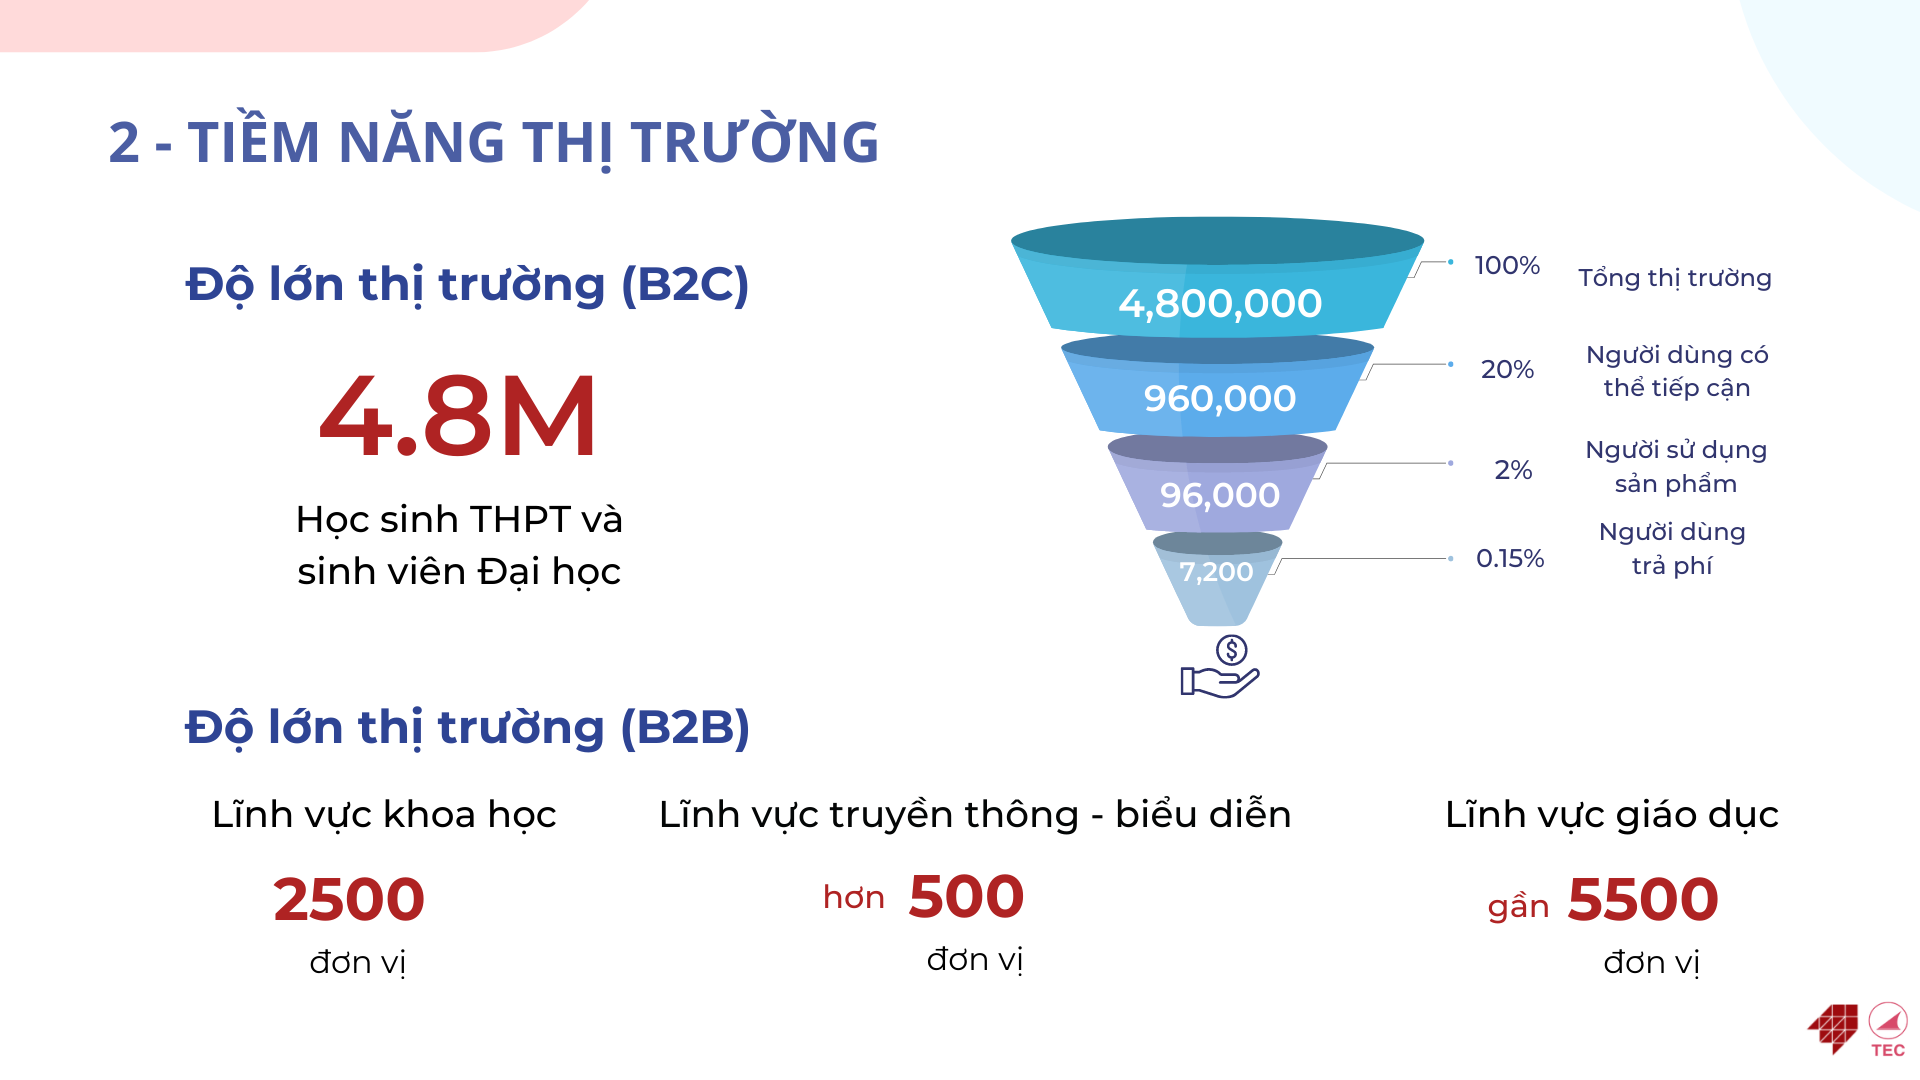 2 - TIỀM NĂNG THỊ TRƯỜNG
Độ lớn thị trường (B2C)
4.8M
Học sinh THPT và
sinh viên Đại học
4,800,000
100%
Tổng thị trường
960,000
20%
Người dùng có
thể tiếp cận
96,000
2%
Người sử dụng
sản phẩm
7,200
0.15%
Người dùng
trả phí
$
Độ lớn thị trường (B2B)
Lĩnh vực khoa học
2500
đơn vị
Lĩnh vực truyền thông - biểu diễn
hơn 500
đơn vị
Lĩnh vực giáo dục
gần 5500
đơn vị
TEC